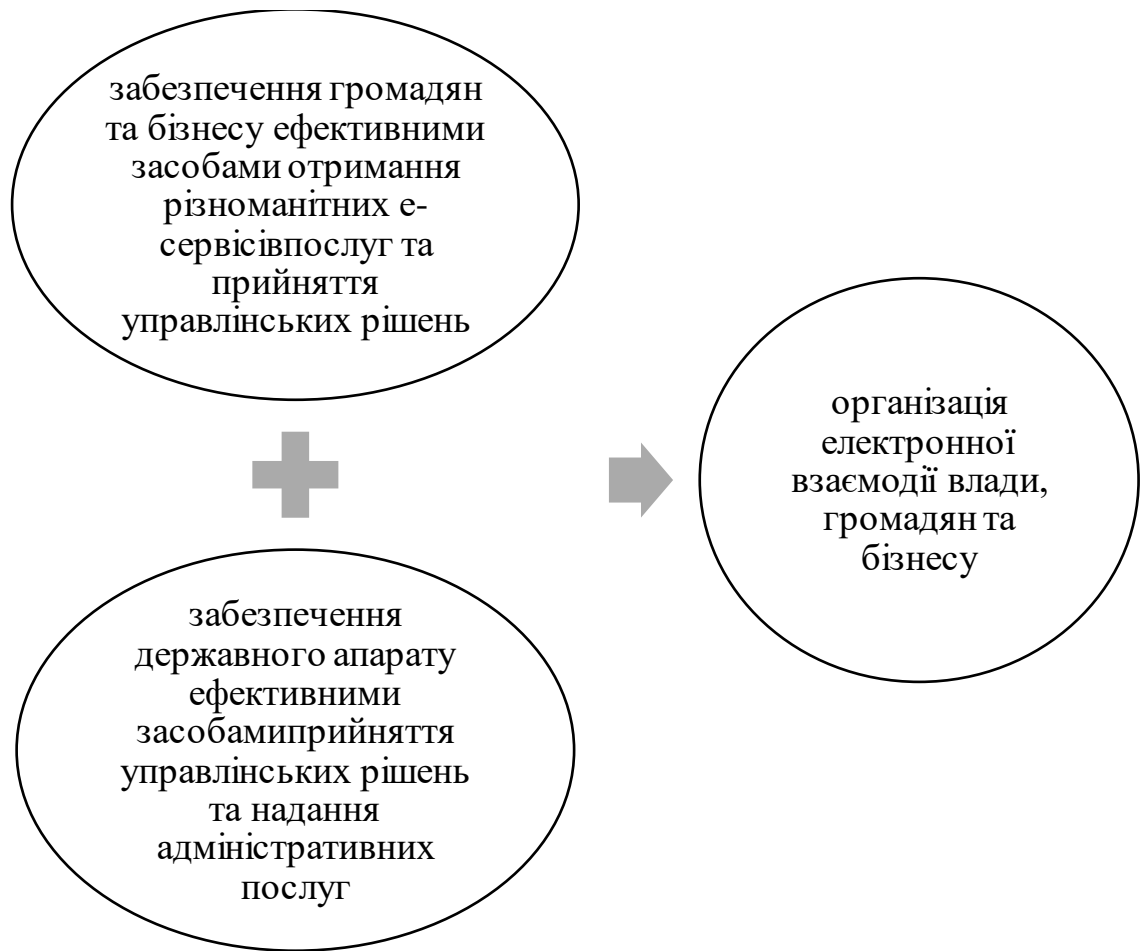 забезпечення громадян
та бізнесу ефективними
засобами отримання
різноманітних е-
сервісівпослуг та
прийняття
управлінських рішень
забезпечення
державного апарату
ефективними
засобамиприйняття
управлінських рішень
та надання
адміністративних
послуг
організація
електронної
взаємодії влади,
громадян та
бізнесу